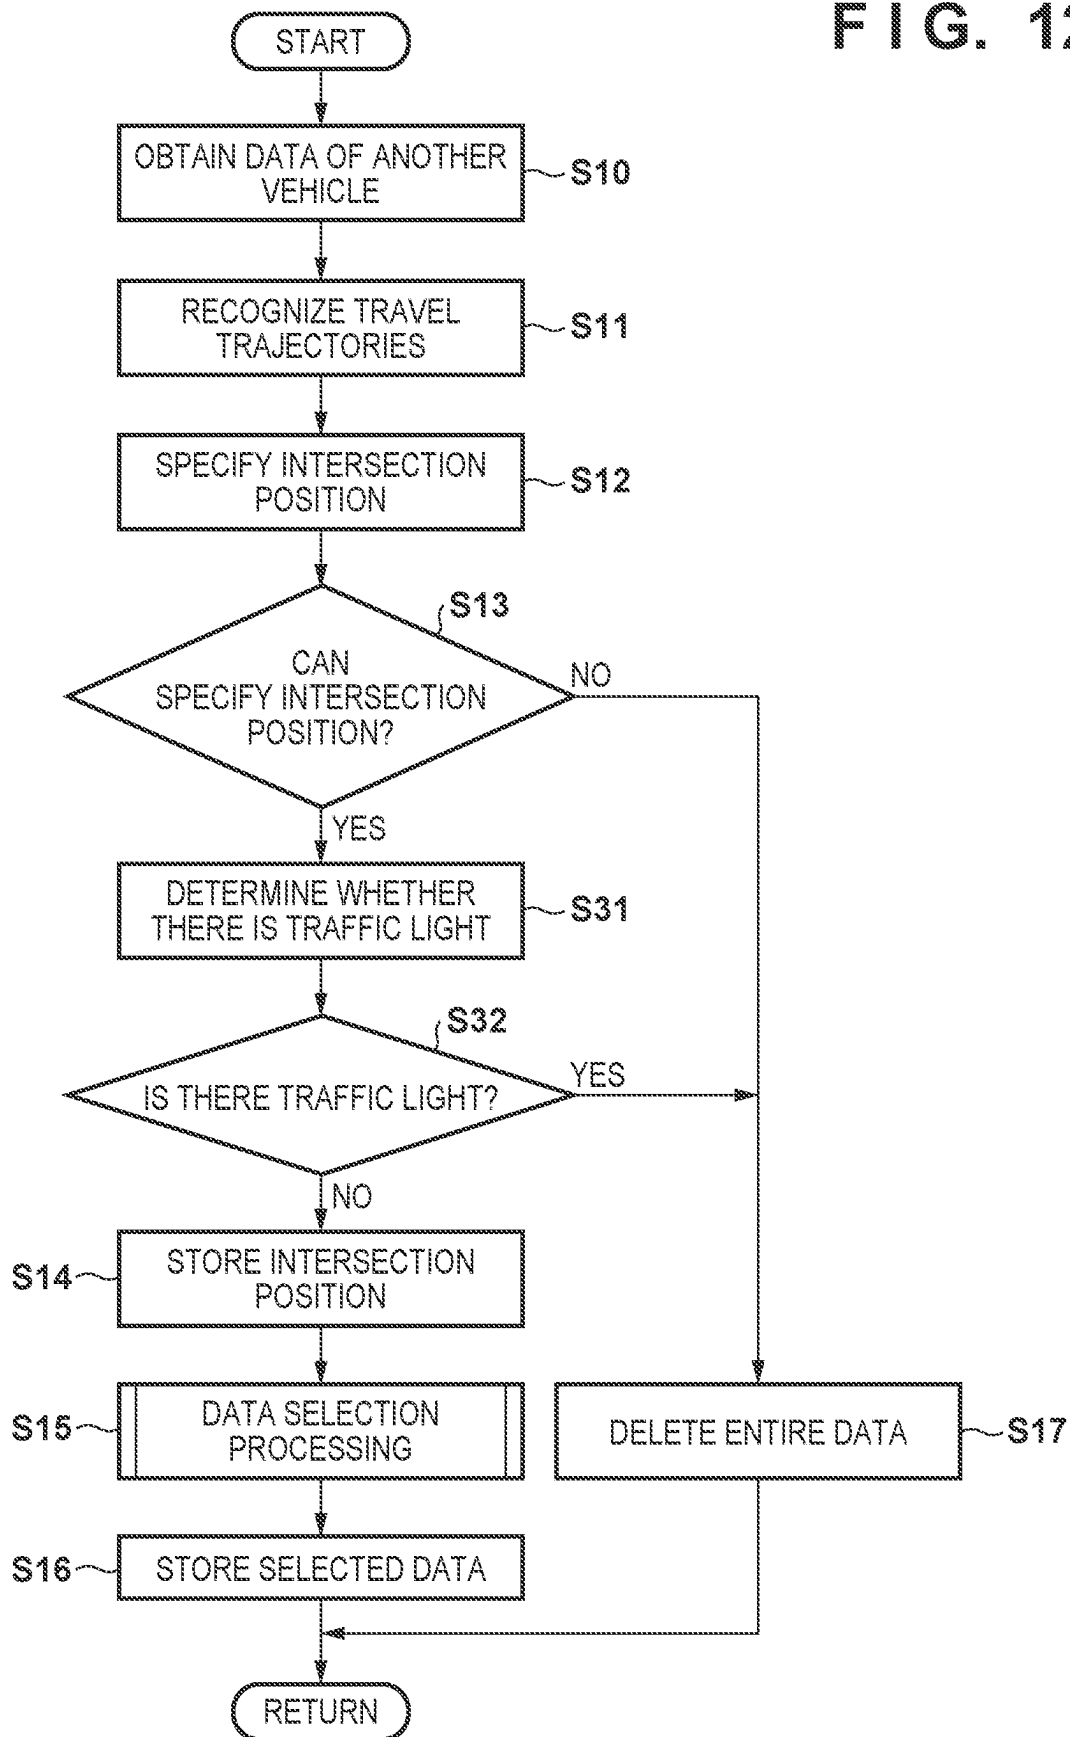 FIG. 12
START
OBTAIN DATA OF ANOTHER
VEHICLE
S10
RECOGNIZE TRAVEL
TRAJECTORIES
S11
SPECIFY INTERSECTION
POSITION
S12
S13
CAN
SPECIFY INTERSECTION
POSITION?
NO
YES
DETERMINE WHETHER
THERE IS TRAFFIC LIGHT
S31
S32
IS THERE TRAFFIC LIGHT?
YES
NO
S14
STORE INTERSECTION
POSITION
S15
DATA SELECTION
PROCESSING
DELETE ENTIRE DATA
S17
S16
STORE SELECTED DATA
RETURN